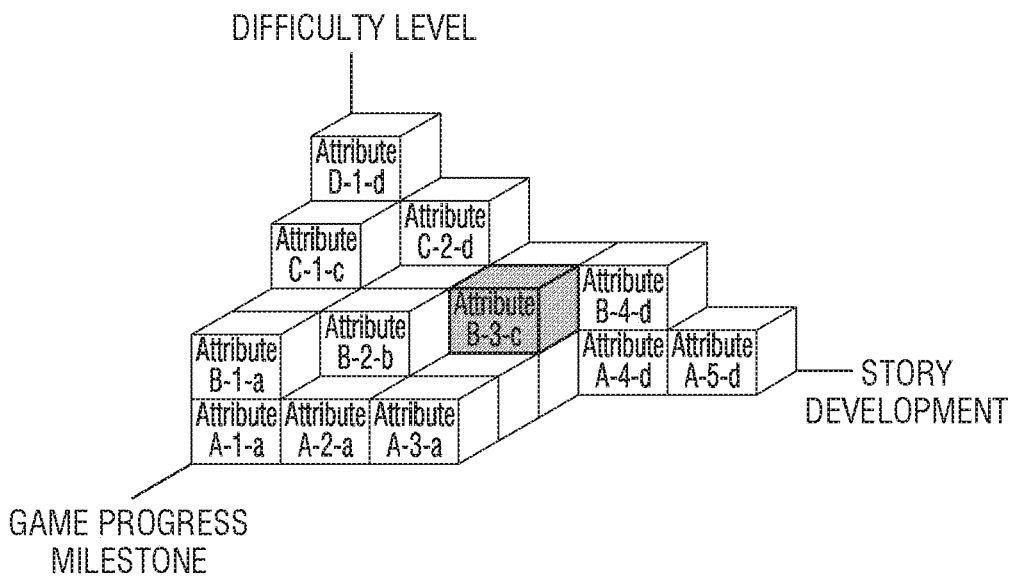 DIFFICULTY LEVEL
Attribute
D-1-d
Attribute
C-2-d
Attribute
C-1-c
Attribute
B-4-d
Attribute
B-3-c
Attribute
B-2-b
Attribute
B-1-a
Attribute
A-4-d
Attribute
A-5-d
STORY
DEVELOPMENT
Attribute
A-1-a
Attribute
A-2-a
Attribute
A-3-a
GAME PROGRESS
MILESTONE